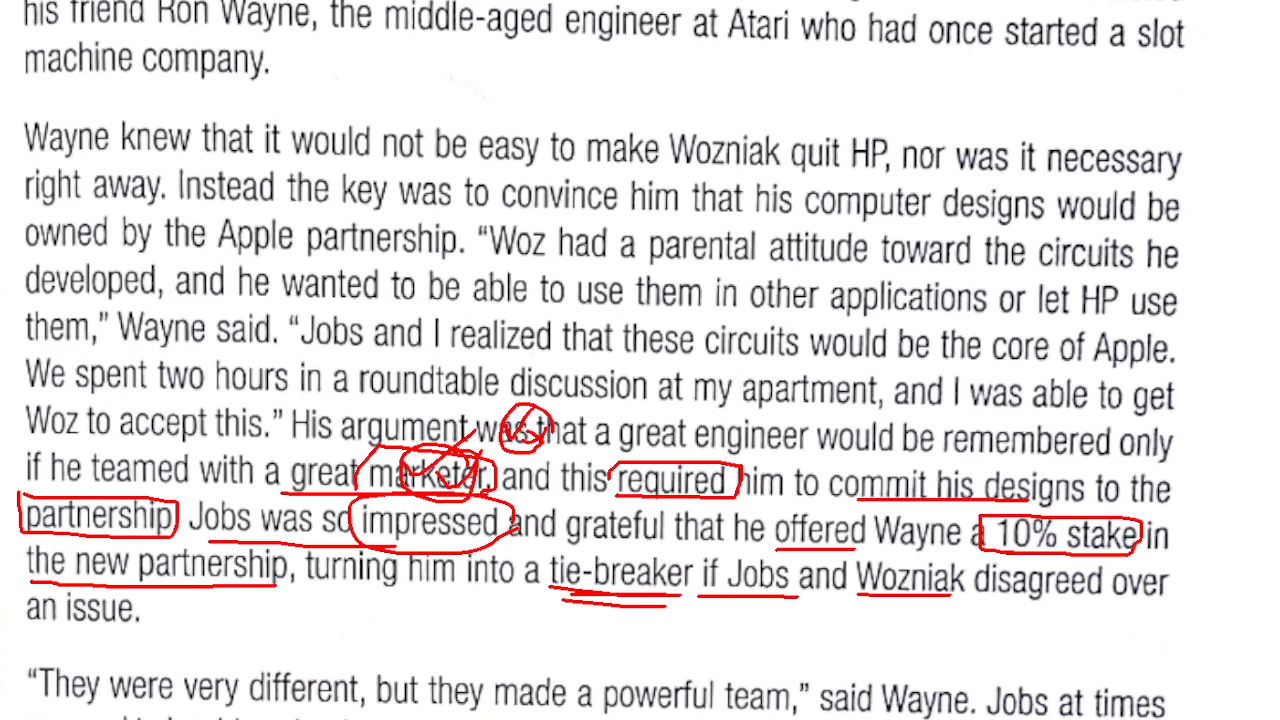 his friend Ron Wayne, the middle-aged engineer at Atari who had once started a slot
machine company.
Wayne knew that it would not be easy to make Wozniak quit HP, nor was it necessary
right away. Instead the key was to convince him that his computer designs would be
owned by the Apple partnership. “Woz had a parental attitude toward the circuits he
developed, and he wanted to be able to use them in other applications or let HP use
them,” Wayne said. “Jobs and I realized that these circuits would be the core of Apple.
We spent two hours in a roundtable discussion at my apartment, and I was able to get
Woz to accept this.” His argument was that a great engineer would be remembered only
if he teamed with a great marketer, and this required him to commit his designs to the
partnership. Jobs was so impressed and grateful that he offered Wayne a 10% stake in
the new partnership, turning him into a tie-breaker if Jobs and Wozniak disagreed over
an issue.
“They were very different, but they made a powerful team,” said Wayne. Jobs at times